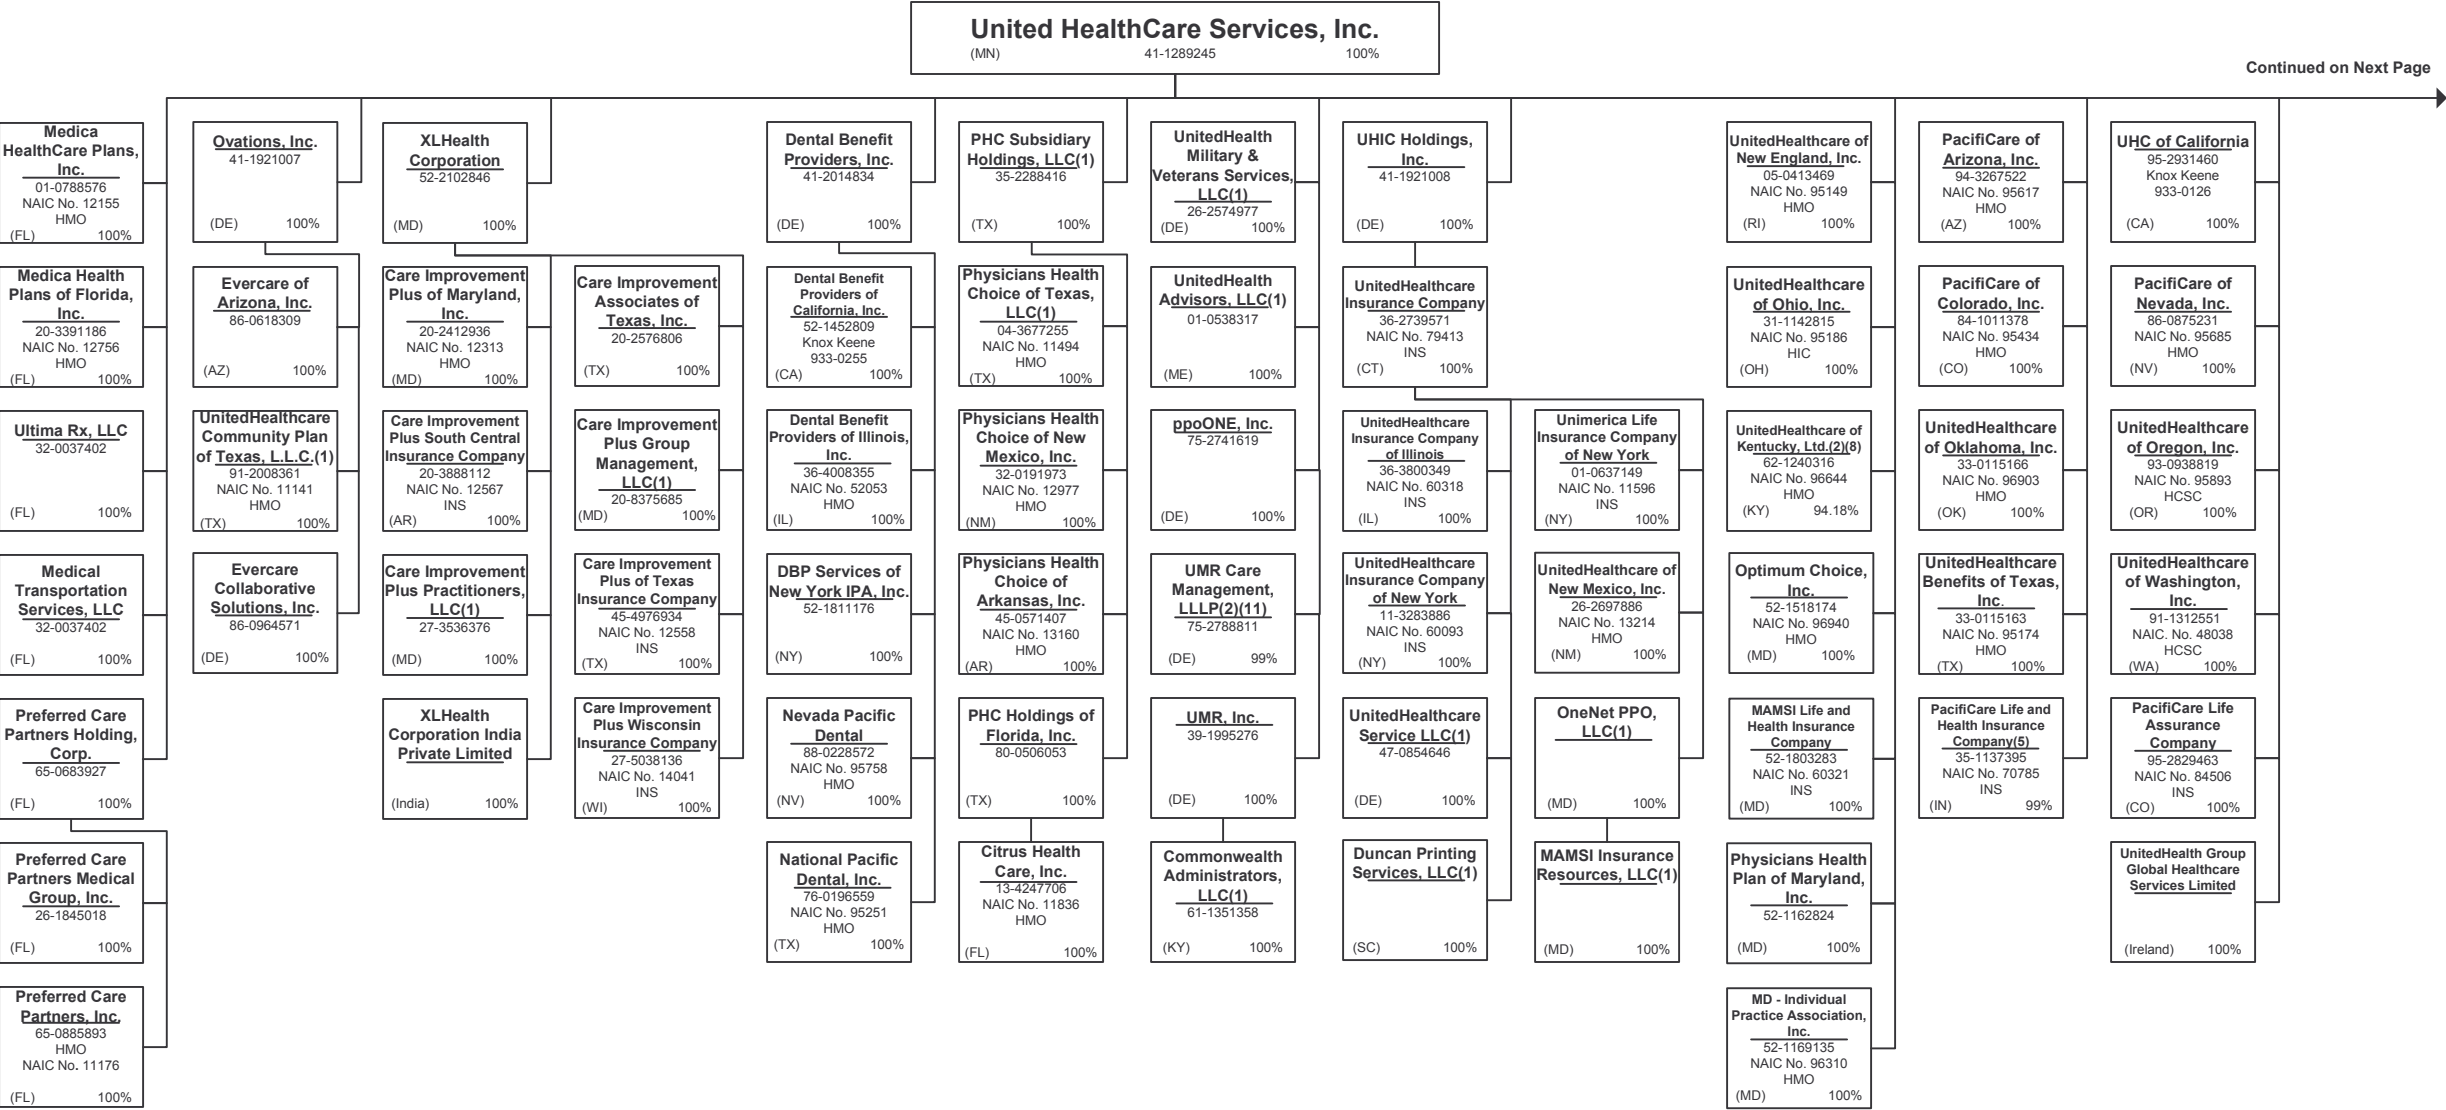 United HealthCare Services, Inc.
(MN) 41-1289245 100%
Continued on Next Page
Medica
HealthCare Plans,
Inc.
01-0788576
NAIC No. 12155
HMO
(FL) 100%
Medica Health
Plans of Florida,
Inc.
20-3391186
NAIC No. 12756
HMO
(FL) 100%
Ultima Rx, LLC
32-0037402
(FL) 100%
Medical
Transportation
Services, LLC
32-0037402
(FL) 100%
Preferred Care
Partners Holding,
Corp.
65-0683927
(FL) 100%
Preferred Care
Partners Medical
Group, Inc.
26-1845018
(FL) 100%
Preferred Care
Partners, Inc.
65-0885893
HMO
NAIC No. 11176
(FL) 100%
Ovations, Inc.
41-1921007
(DE) 100%
Evercare of
Arizona, Inc.
86-0618309
(AZ) 100%
UnitedHealthcare
Community Plan
of Texas, L.L.C.(1)
91-2008361
NAIC No. 11141
HMO
(TX) 100%
Evercare
Collaborative
Solutions, Inc.
86-0964571
(DE) 100%
XLHealth
Corporation
52-2102846
(MD) 100%
Care Improvement
Plus of Maryland,
Inc.
20-2412936
NAIC No. 12313
HMO
(MD) 100%
Care Improvement
Plus South Central
Insurance Company
20-3888112
NAIC No. 12567
INS
(AR) 100%
Care Improvement
Plus Practitioners,
LLC(1)
27-3536376
(MD) 100%
XLHealth
Corporation India
Private Limited
(India) 100%
Care Improvement
Associates of
Texas, Inc.
20-2576806
(TX) 100%
Care Improvement
Plus Group
Management,
LLC(1)
20-8375685
(MD) 100%
Care Improvement
Plus of Texas
Insurance Company
45-4976934
NAIC No. 12558
INS
(TX) 100%
Care Improvement
Plus Wisconsin
Insurance Company
27-5038136
NAIC No. 14041
INS
(WI) 100%
Dental Benefit
Providers, Inc.
41-2014834
(DE) 100%
Dental Benefit
Providers of
California, Inc.
52-1452809
Knox Keene
933-0255
(CA) 100%
Dental Benefit
Providers of Illinois,
Inc.
36-4008355
NAIC No. 52053
HMO
(IL) 100%
DBP Services of
New York IPA, Inc.
52-1811176
(NY) 100%
Nevada Pacific
Dental
88-0228572
NAIC No. 95758
HMO
(NV) 100%
National Pacific
Dental, Inc.
76-0196559
NAIC No. 95251
HMO
(TX) 100%
PHC Subsidiary
Holdings, LLC(1)
35-2288416
(TX) 100%
Physicians Health
Choice of Texas,
LLC(1)
04-3677255
NAIC No. 11494
HMO
(TX) 100%
Physicians Health
Choice of New
Mexico, Inc.
32-0191973
NAIC No. 12977
HMO
(NM) 100%
Physicians Health
Choice of
Arkansas, Inc.
45-0571407
NAIC No. 13160
HMO
(AR) 100%
PHC Holdings of
Florida, Inc.
80-0506053
(TX) 100%
Citrus Health
Care, Inc.
13-4247706
NAIC No. 11836
HMO
(FL) 100%
UnitedHealth
Military &
Veterans Services,
LLC(1)
26-2574977
(DE) 100%
UnitedHealth
Advisors, LLC(1)
01-0538317
(ME) 100%
ppoONE, Inc.
75-2741619
(DE) 100%
UMR Care
Management,
LLLP(2)(11)
75-2788811
(DE) 99%
UMR, Inc.
39-1995276
(DE) 100%
Commonwealth
Administrators,
LLC(1)
61-1351358
(KY) 100%
UHIC Holdings,
Inc.
41-1921008
(DE) 100%
UnitedHealthcare
Insurance Company
36-2739571
NAIC No. 79413
INS
(CT) 100%
UnitedHealthcare
Insurance Company
of Illinois
36-3800349
NAIC No. 60318
INS
(IL) 100%
UnitedHealthcare
Insurance Company
of New York
11-3283886
NAIC No. 60093
INS
(NY) 100%
UnitedHealthcare
Service LLC(1)
47-0854646
(DE) 100%
Duncan Printing
Services, LLC(1)
(SC) 100%
Unimerica Life
Insurance Company
of New York
01-0637149
NAIC No. 11596
INS
(NY) 100%
UnitedHealthcare of
New Mexico, Inc.
26-2697886
NAIC No. 13214
HMO
(NM) 100%
OneNet PPO,
LLC(1)
(MD) 100%
MAMSI Insurance
Resources, LLC(1)
(MD) 100%
UnitedHealthcare of
New England, Inc.
05-0413469
NAIC No. 95149
HMO
(RI) 100%
UnitedHealthcare
of Ohio, Inc.
31-1142815
NAIC No. 95186
HIC
(OH) 100%
UnitedHealthcare of
Kentucky, Ltd.(2)(8)
62-1240316
NAIC No. 96644
HMO
(KY) 94.18%
Optimum Choice,
Inc.
52-1518174
NAIC No. 96940
HMO
(MD) 100%
MAMSI Life and
Health Insurance
Company
52-1803283
NAIC No. 60321
INS
(MD) 100%
Physicians Health
Plan of Maryland,
Inc.
52-1162824
(MD) 100%
MD - Individual
Practice Association,
Inc.
52-1169135
NAIC No. 96310
HMO
(MD) 100%
PacifiCare of
Arizona, Inc.
94-3267522
NAIC No. 95617
HMO
(AZ) 100%
PacifiCare of
Colorado, Inc.
84-1011378
NAIC No. 95434
HMO
(CO) 100%
UnitedHealthcare
of Oklahoma, Inc.
33-0115166
NAIC No. 96903
HMO
(OK) 100%
UnitedHealthcare
Benefits of Texas,
Inc.
33-0115163
NAIC No. 95174
HMO
(TX) 100%
PacifiCare Life and
Health Insurance
Company(5)
35-1137395
NAIC No. 70785
INS
(IN) 99%
UHC of California
95-2931460
Knox Keene
933-0126
(CA) 100%
PacifiCare of
Nevada, Inc.
86-0875231
NAIC No. 95685
HMO
(NV) 100%
UnitedHealthcare
of Oregon, Inc.
93-0938819
NAIC No. 95893
HCSC
(OR) 100%
UnitedHealthcare
of Washington,
Inc.
91-1312551
NAIC. No. 48038
HCSC
(WA) 100%
PacifiCare Life
Assurance
Company
95-2829463
NAIC No. 84506
INS
(CO) 100%
UnitedHealth Group
Global Healthcare
Services Limited
(Ireland) 100%